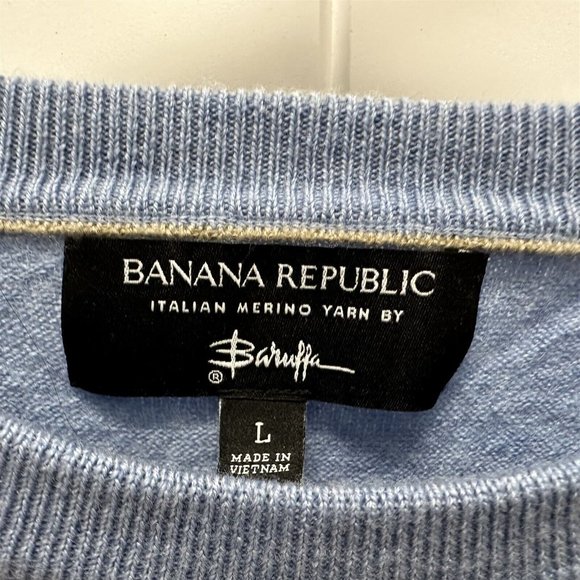 BANANA REPUBLIC
ITALIAN MERINO YARN BY
Baruffa
®
L
MADE IN
VIETNAM